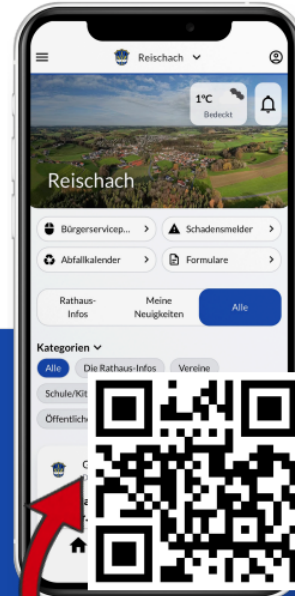 Reischach
1°C
Bedeckt
Reischach
Bürgerservicep...
Schadensmelder
Abfallkalender
Formulare
Rathaus-
Infos
Meine
Neuigkeiten
Alle
Kategorien
Alle
Die Rathaus-Infos
Vereine
Schule/Kit
Öffentliche